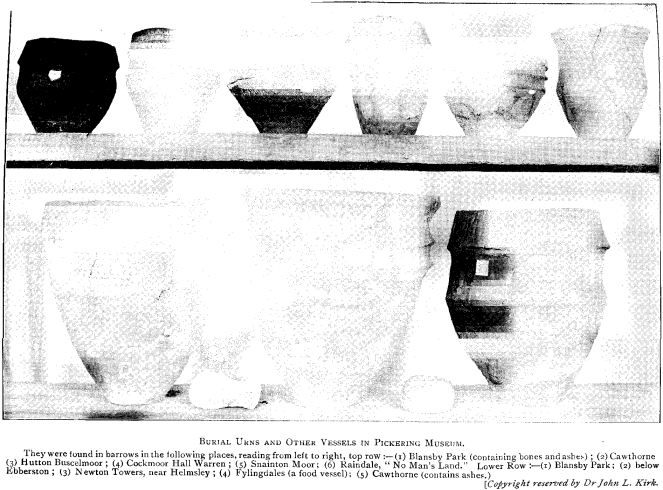 BURIAL URNS AND OTHER VESSELS IN PICKERING MUSEUM.
They were found in barrows in the following places, reading from left to right, top row :—(1) Blansby Park (containing bones and ashes) ; (2) Cawthorne
(3) Hutton Buscelmoor ; (4) Cockmoor Hall Warren ; (5) Snainton Moor; (6) Raindale, "No Man's Land." Lower Row :—(1) Blansby Park; (2) below
Ebberston ; (3) Newton Towers, near Helmsley ; (4) Fylingdales (a food vessel); (5) Cawthorne (contains ashes.)
[Copyright reserved by Dr John L. Kirk.